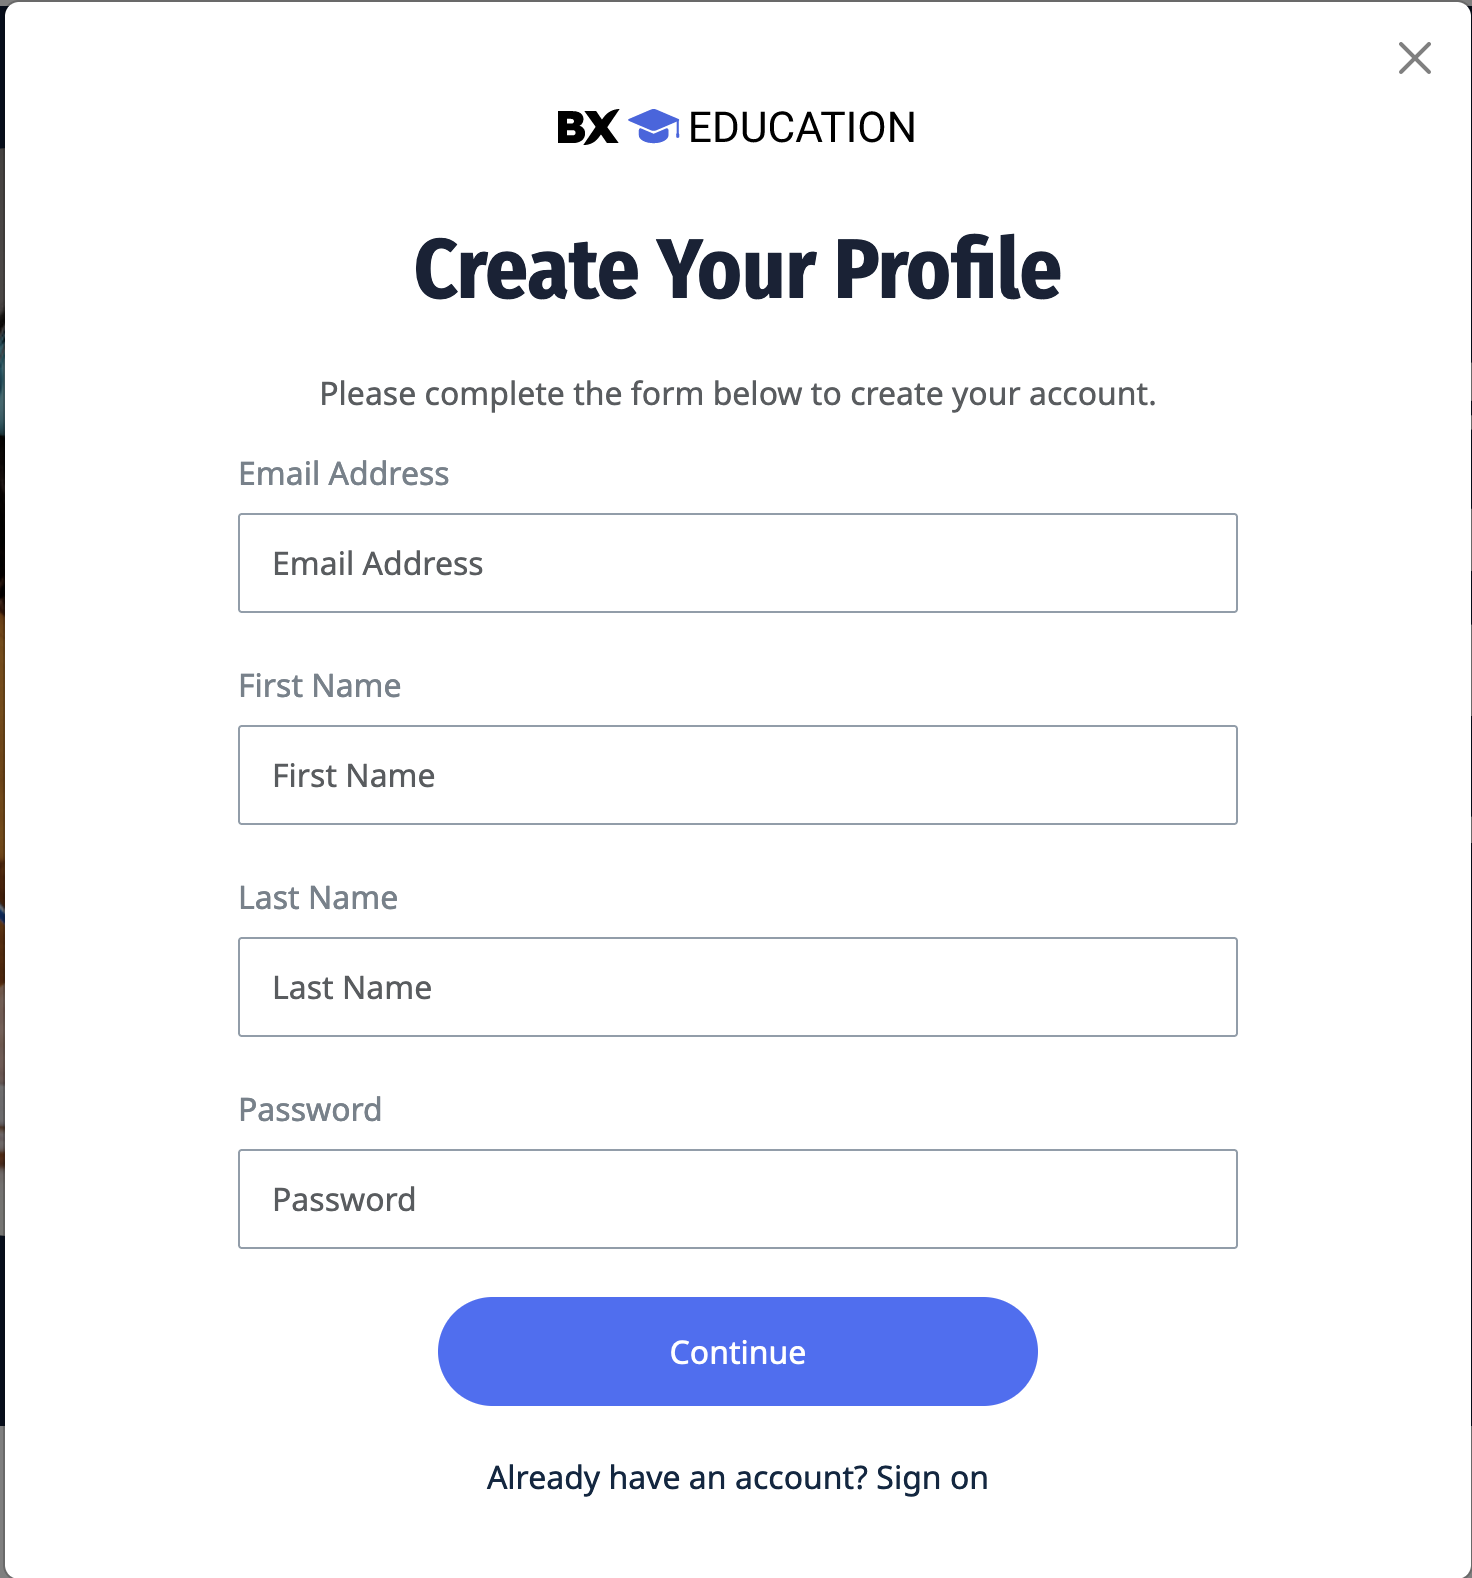 BX EDUCATION
Create Your Profile
Please complete the form below to create your account.
Email Address
Email Address
First Name
First Name
Last Name
Last Name
Password
Password
Continue
Already have an account? Sign on